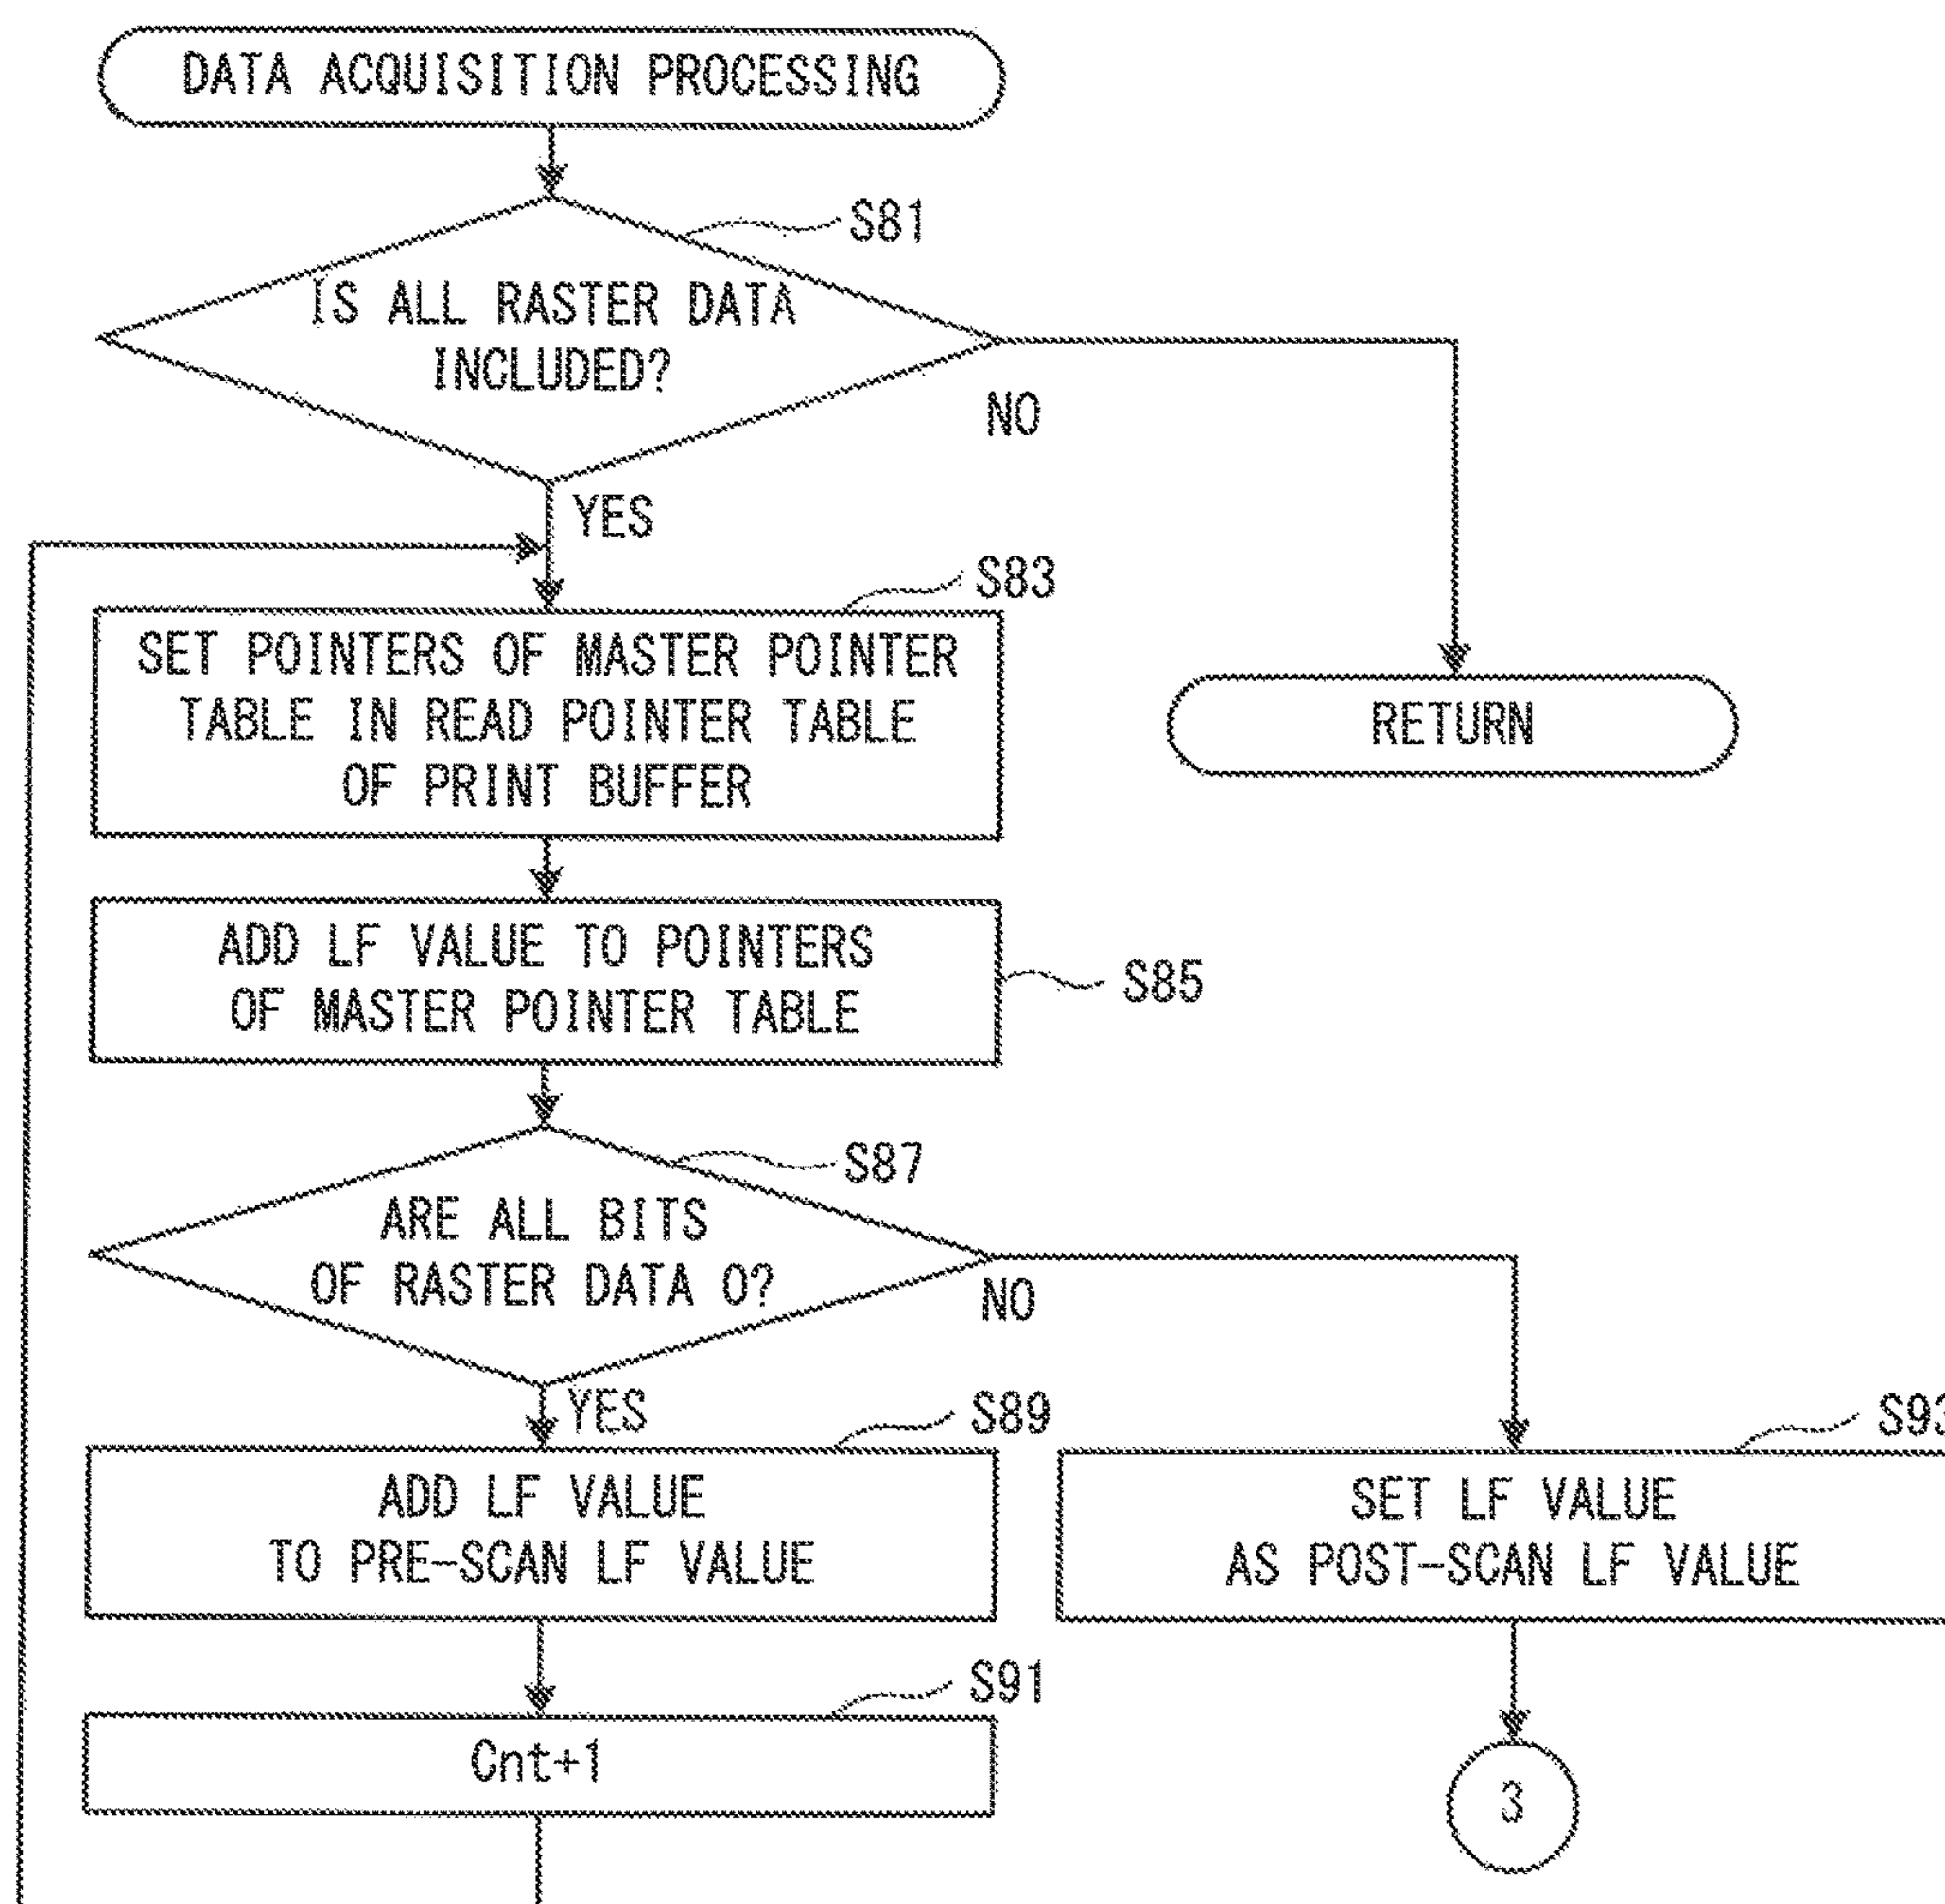 DATA ACQUISITION PROCESSING
S81
IS ALL RASTER DATA
INCLUDED?
NO
YES
S83
SET POINTERS OF MASTER POINTER
TABLE IN READ POINTER TABLE
OF PRINT BUFFER
RETURN
ADD LF VALUE TO POINTERS
OF MASTER POINTER TABLE
S85
S87
ARE ALL BITS
OF RASTER DATA 0?
NO
YES
S89
S93
ADD LF VALUE
TO PRE-SCAN LF VALUE
SET LF VALUE
AS POST-SCAN LF VALUE
S91
Cnt+1
3